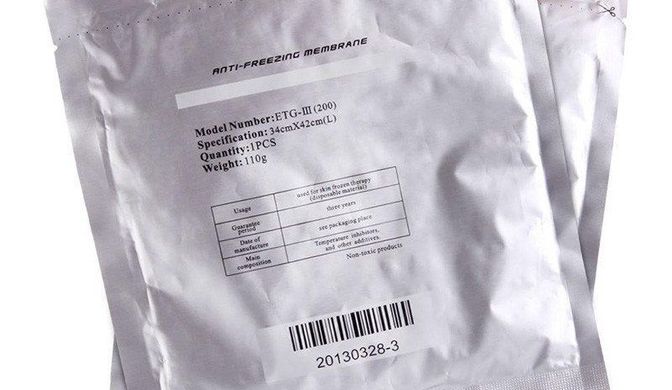 ANTI-FREEZING MEMBRANE
Model Number:ETG-III (200)
Specification: 34cmX42cm(L)
Quantity:1PCS
Weight: 110g
Usage used for skin frozen therapy (disposable material)
Guarantee period three years
Date of manufacture see packaging place
Main composition Temperature inhibitors, and other additives.
Non-toxic products
20130328-3